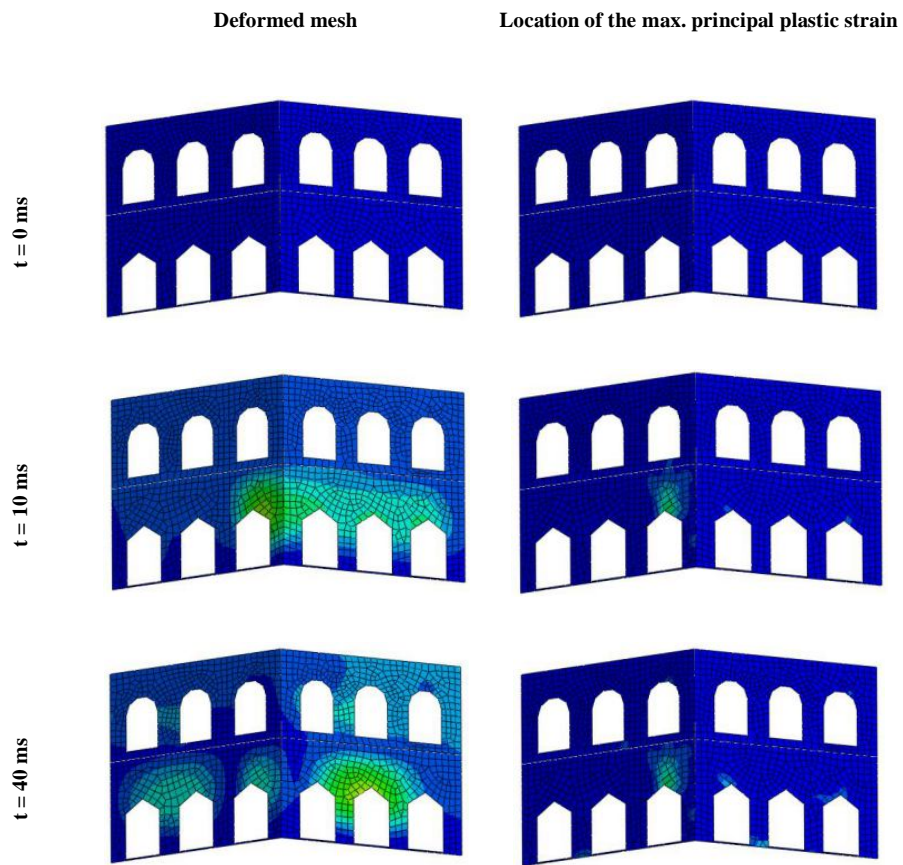 Deformed mesh
Location of the max. principal plastic strain
t = 0 ms
t = 10 ms
t = 40 ms